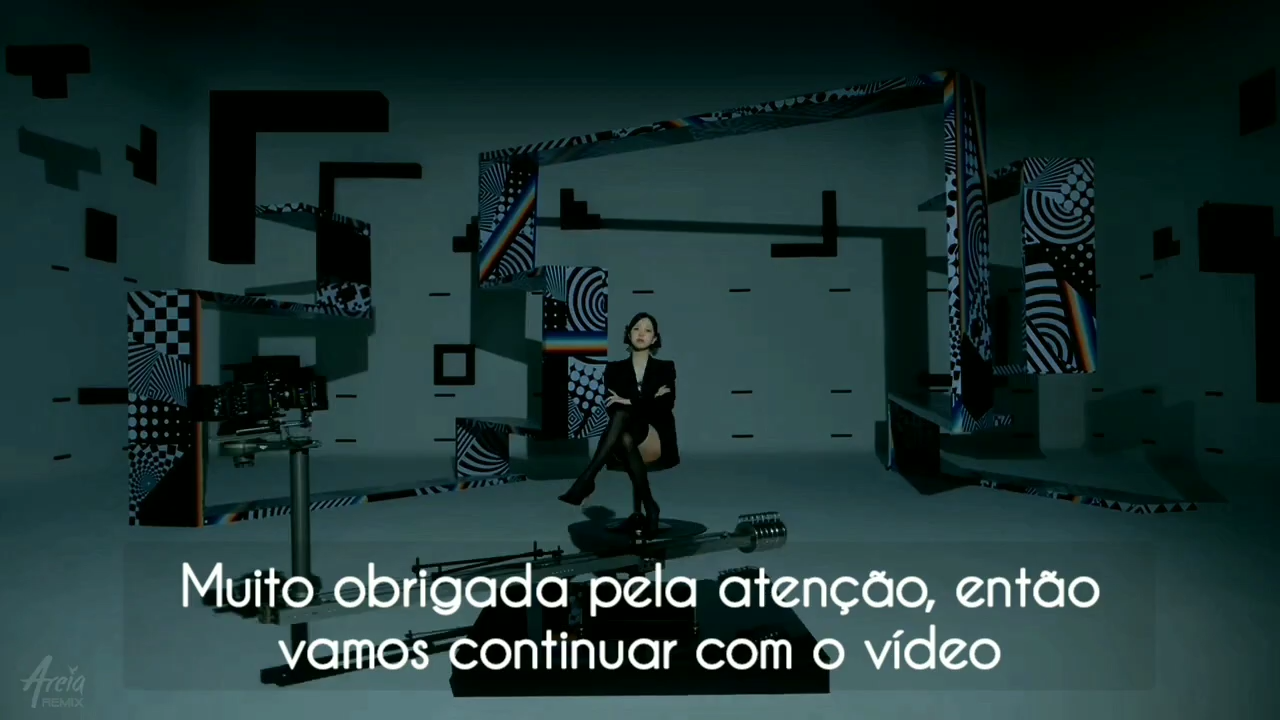 Muito obrigada pela atenção, então
vamos continuar com o vídeo
Areia
REMIX